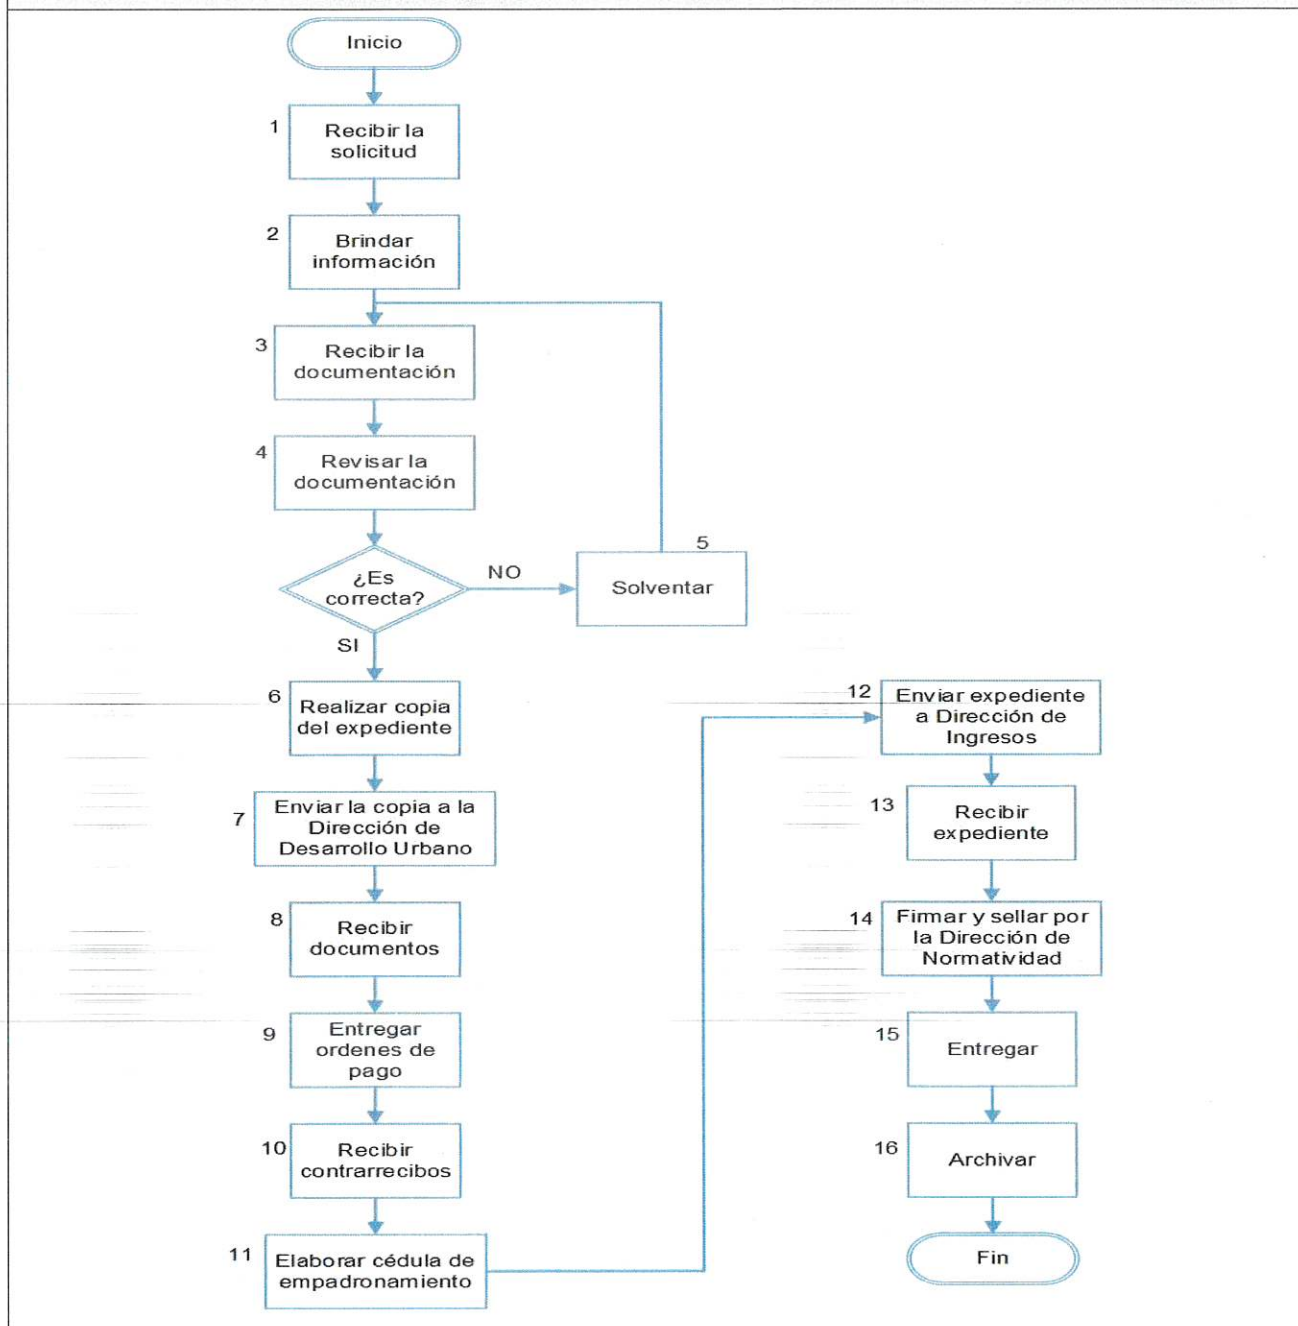 Inicio
1
Recibir la
solicitud
2
Brindar
información
3
Recibir la
documentación
4
Revisar la
documentación
¿Es
correcta?
NO
5
Solventar
SI
6
Realizar copia
del expediente
7
Enviar la copia a la
Dirección de
Desarrollo Urbano
8
Recibir
documentos
9
Entregar
ordenes de
pago
10
Recibir
contrarrecibos
11
Elaborar cédula de
empadronamiento
12
Enviar expediente
a Dirección de
Ingresos
13
Recibir
expediente
14
Firmar y sellar por
la Dirección de
Normatividad
15
Entregar
16
Archivar
Fin